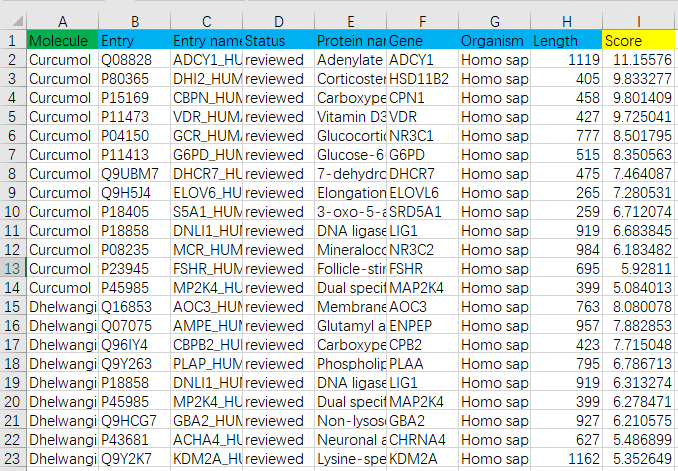 A B C D E F G H I
1 Molecule Entry Entry name Status Protein nar Gene Organism Length Score
2 Curcumol Q08828 ADCY1_HU reviewed Adenylate ADCY1 Homo sap 1119 11.15576
3 Curcumol P80365 DHI2_HUM reviewed Corticoster HSD11B2 Homo sap 405 9.833277
4 Curcumol P15169 CBPN_HUM reviewed Carboxype CPN1 Homo sap 458 9.801409
5 Curcumol P11473 VDR_HUMA reviewed Vitamin D3 VDR Homo sap 427 9.725041
6 Curcumol P04150 GCR_HUMA reviewed Glucocortic NR3C1 Homo sap 777 8.501795
7 Curcumol P11413 G6PD_HUM reviewed Glucose-6 G6PD Homo sap 515 8.350563
8 Curcumol Q9UBM7 DHCR7_HU reviewed 7-dehydro DHCR7 Homo sap 475 7.464087
9 Curcumol Q9H5J4 ELOV6_HU reviewed Elongation ELOVL6 Homo sap 265 7.280531
10 Curcumol P18405 S5A1_HUM reviewed 3-oxo-5-a SRD5A1 Homo sap 259 6.712074
11 Curcumol P18858 DNLI1_HUM reviewed DNA ligase LIG1 Homo sap 919 6.683845
12 Curcumol P08235 MCR_HUM reviewed Mineraloco NR3C2 Homo sap 984 6.183482
13 Curcumol P23945 FSHR_HUM reviewed Follicle-stin FSHR Homo sap 695 5.92811
14 Curcumol P45985 MP2K4_HU reviewed Dual specif MAP2K4 Homo sap 399 5.084013
15 Dhelwangi Q16853 AOC3_HUM reviewed Membrane AOC3 Homo sap 763 8.080078
16 Dhelwangi Q07075 AMPE_HUM reviewed Glutamyl a ENPEP Homo sap 957 7.882853
17 Dhelwangi Q96IY4 CBPB2_HU reviewed Carboxype CPB2 Homo sap 423 7.715048
18 Dhelwangi Q9Y263 PLAP_HUM reviewed Phospholip PLAA Homo sap 795 6.786713
19 Dhelwangi P18858 DNLI1_HUM reviewed DNA ligase LIG1 Homo sap 919 6.313274
20 Dhelwangi P45985 MP2K4_HU reviewed Dual specif MAP2K4 Homo sap 399 6.278471
21 Dhelwangi Q9HCG7 GBA2_HUM reviewed Non-lysoso GBA2 Homo sap 927 6.210575
22 Dhelwangi P43681 ACHA4_HU reviewed Neuronal a CHRNA4 Homo sap 627 5.486899
23 Dhelwangi Q9Y2K7 KDM2A_HU reviewed Lysine-spe KDM2A Homo sap 1162 5.352649